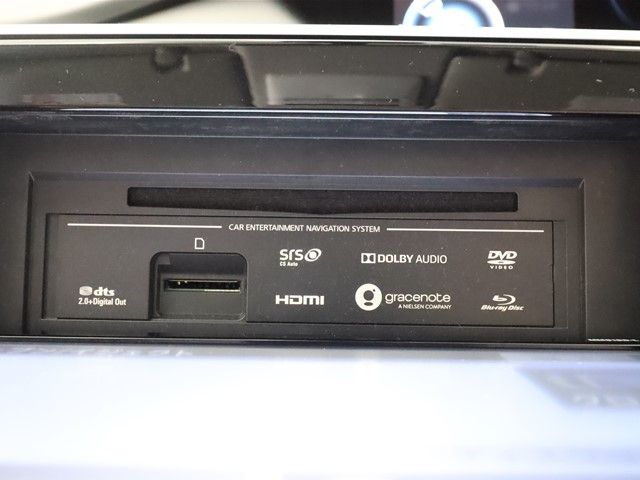 CAR ENTERTAINMENT NAVIGATION SYSTEM
SRS
CS Auto
DOLBY AUDIO
DVD
VIDEO
dts
2.0+Digital Out
HDMI
gracenote
A NIELSEN COMPANY
Blu-ray Disc